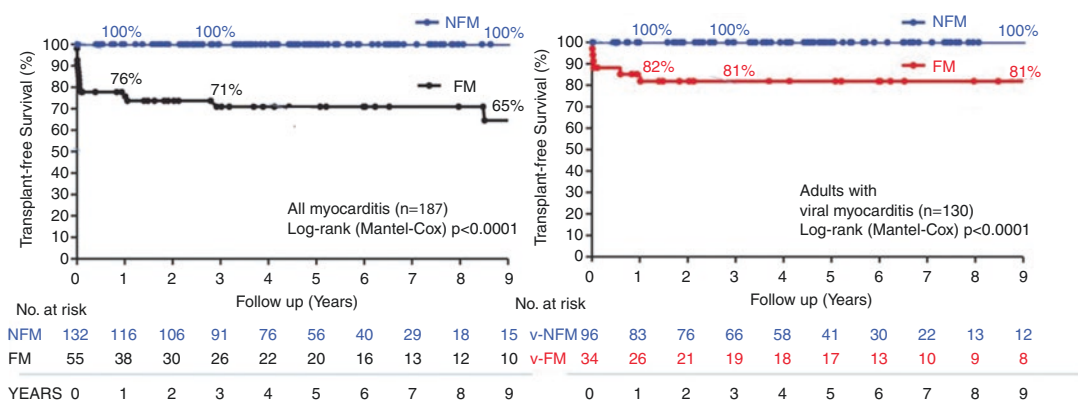 NFM
100% 100% 100%
FM
76%
71%
65%
Transplant-free Survival (%)
100
90
80
70
60
50
40
30
20
10
0
All myocarditis (n=187)
Log-rank (Mantel-Cox) p<0.0001
0 1 2 3 4 5 6 7 8 9
Follow up (Years)
No. at risk
NFM 132 116 106 91 76 56 40 29 18 15
FM 55 38 30 26 22 20 16 13 12 10
YEARS 0 1 2 3 4 5 6 7 8 9
NFM
100% 100% 100%
FM
82% 81% 81%
Transplant-free Survival (%)
100
90
80
70
60
50
40
30
20
10
0
Adults with
viral myocarditis (n=130)
Log-rank (Mantel-Cox) p<0.0001
0 1 2 3 4 5 6 7 8 9
Follow up (Years)
No. at risk
v-NFM 96 83 76 66 58 41 30 22 13 12
v-FM 34 26 21 19 18 17 13 10 9 8
0 1 2 3 4 5 6 7 8 9